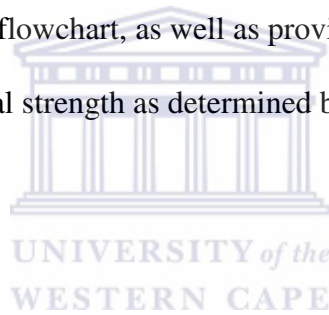 flowchart, as well as provi
al strength as determined b
UNIVERSITY of the
WESTERN CAPE